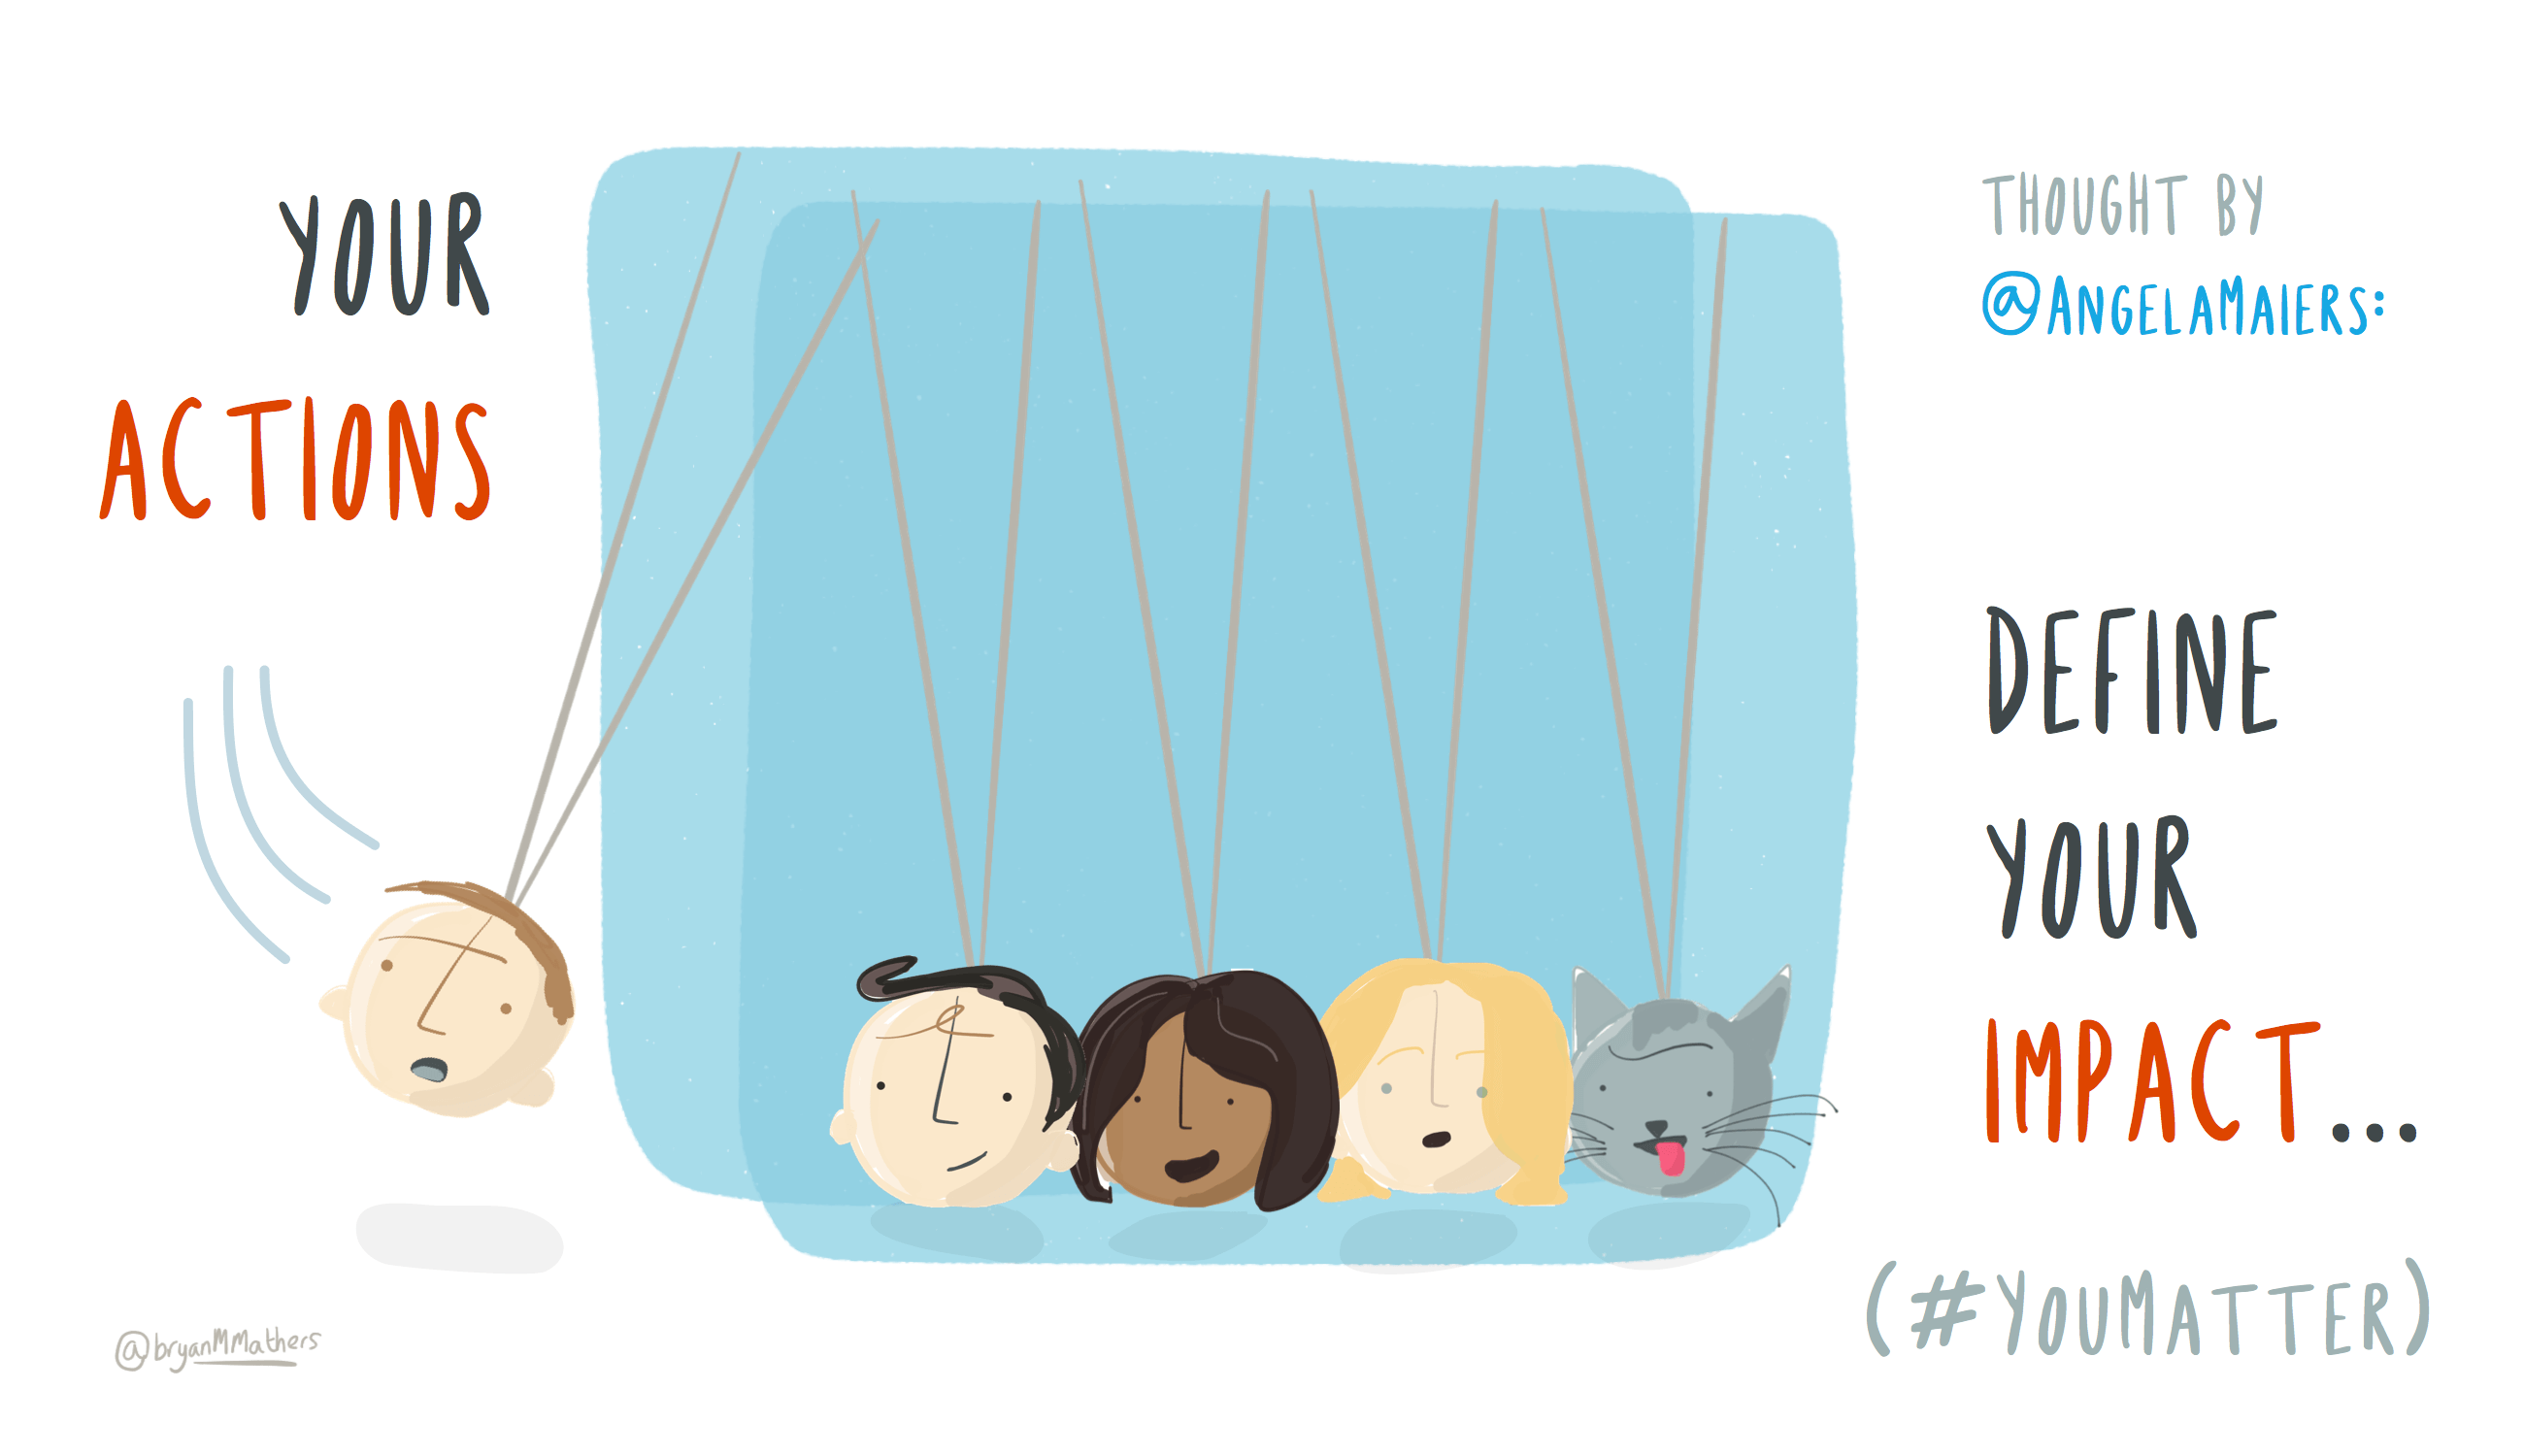 YOUR
ACTIONS
THOUGHT BY
@ANGELAMAIERS:
DEFINE
YOUR
IMPACT...
(#YOUMATTER)
@bryanMMathers